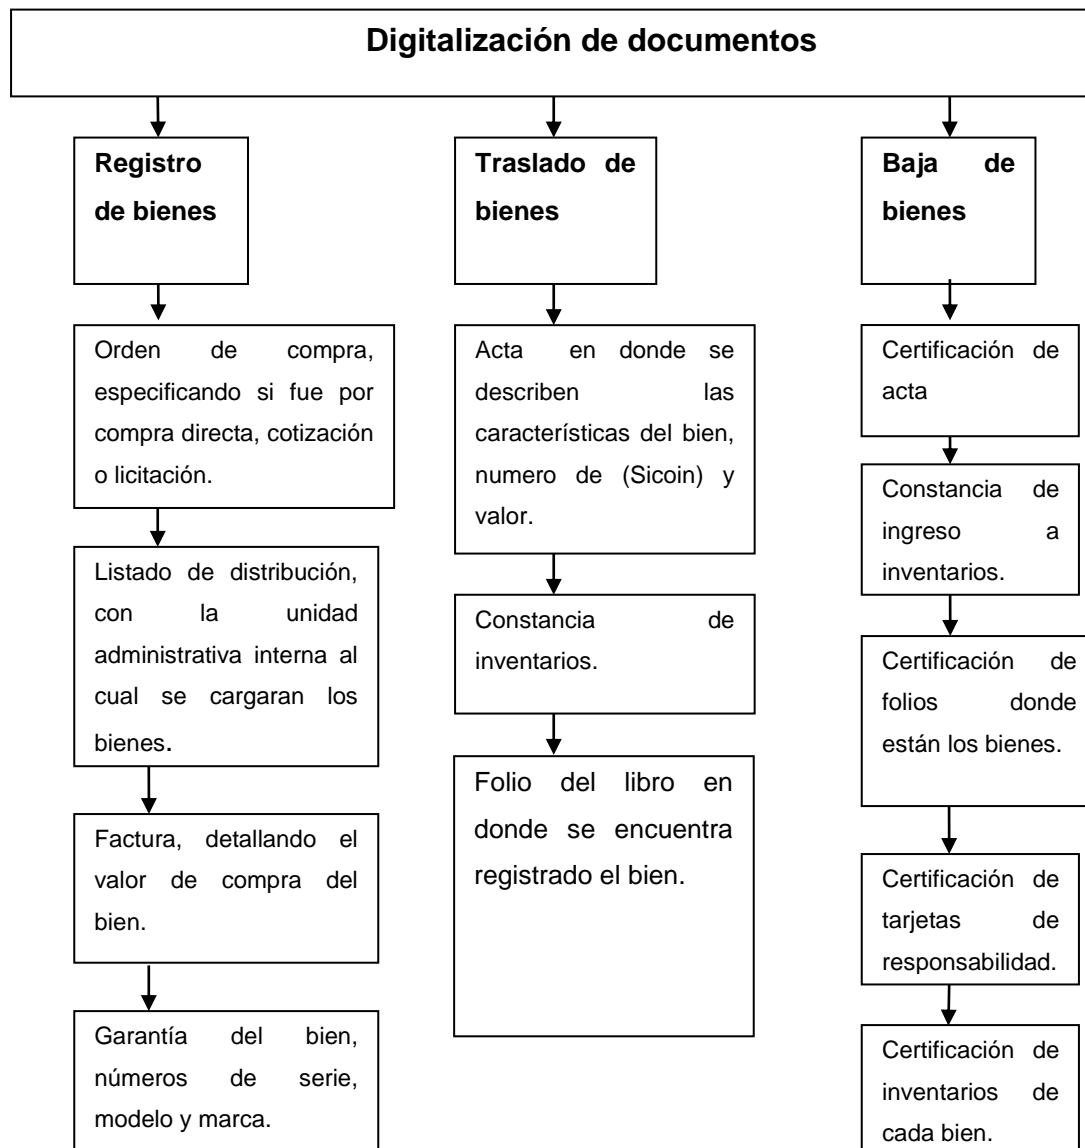 Digitalización de documentos
Registro
de bienes
Orden de compra,
especificando si fue por
compra directa, cotización
o licitación.
Listado de distribución,
con la unidad
administrativa interna al
cual se cargaran los
bienes.
Factura, detallando el
valor de compra del
bien.
Garantía del bien,
números de serie,
modelo y marca.
Traslado de
bienes
Acta en donde se
describen las
características del bien,
numero de (Sicoin) y
valor.
Constancia de
inventarios.
Folio del libro en
donde se encuentra
registrado el bien.
Baja de
bienes
Certificación de
acta
Constancia de
ingreso a
inventarios.
Certificación de
folios donde
están los bienes.
Certificación de
tarjetas de
responsabilidad.
Certificación de
inventarios de
cada bien.